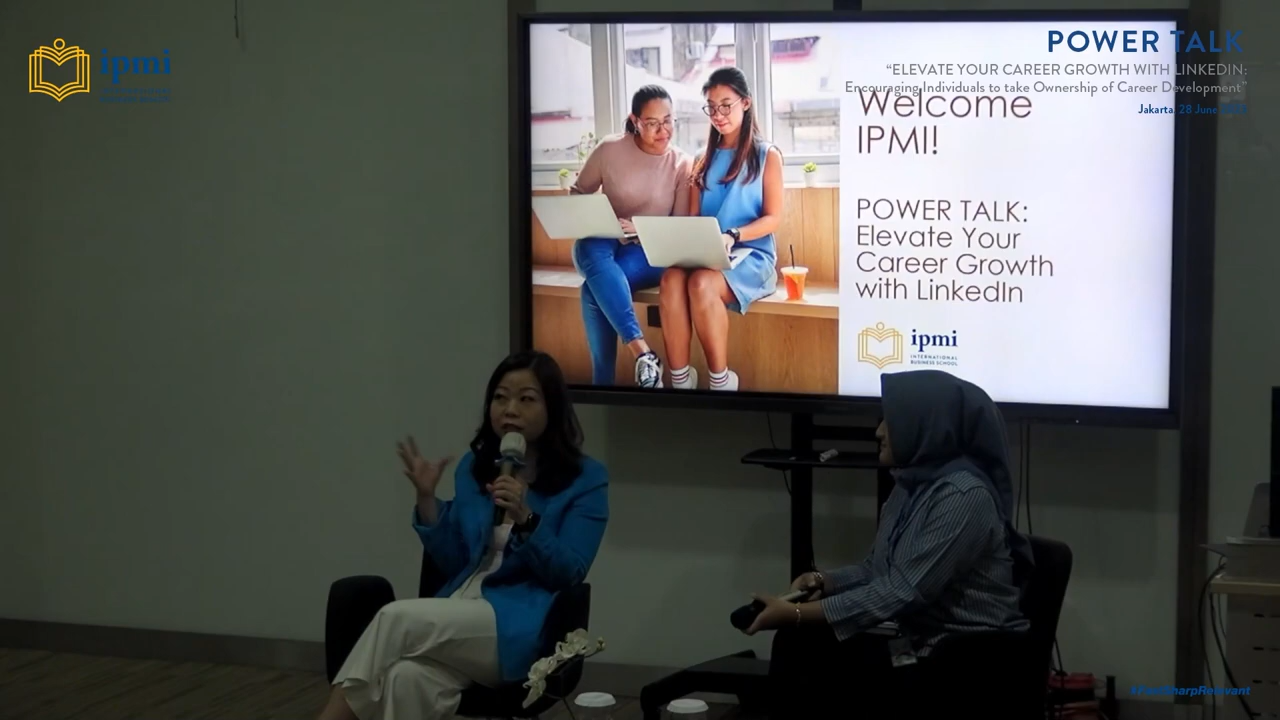 ipmi
POWER TALK
"ELEVATE YOUR CAREER GROWTH WITH LINKEDIN:
Encouraging Individuals to take Ownership of Career Development"
Jakarta, 28 June
Welcome
IPMI!
POWER TALK:
Elevate Your
Career Growth
with LinkedIn
ipmi
INTERNATIONAL
BUSINESS SCHOOL